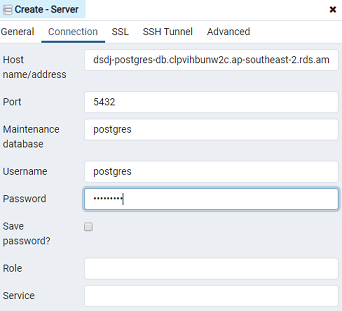 Create - Server
General Connection SSL SSH Tunnel Advanced
Host name/address dsdj-postgres-db.clpvihbunw2c.ap-southeast-2.rds.am
Port 5432
Maintenance database postgres
Username postgres
Password •••••••••
Save password?
Role
Service